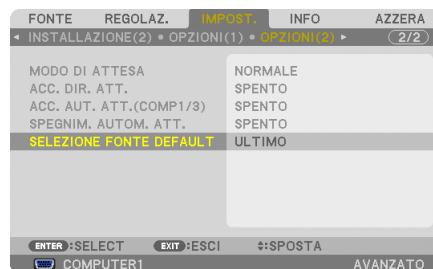 FONTE REGOLAZ. IMPOST. INFO AZZERA
INSTALLAZIONE(2) • OPZIONI(1) • OPZIONI(2) 2/2
MODO DI ATTESA NORMALE
ACC. DIR. ATT. SPENTO
ACC. AUT. ATT.(COMP1/3) SPENTO
SPEGNIM. AUTOM. ATT. SPENTO
SELEZIONE FONTE DEFAULT ULTIMO
ENTER :SELECT EXIT :ESCI :SPOSTA
COMPUTER1 AVANZATO